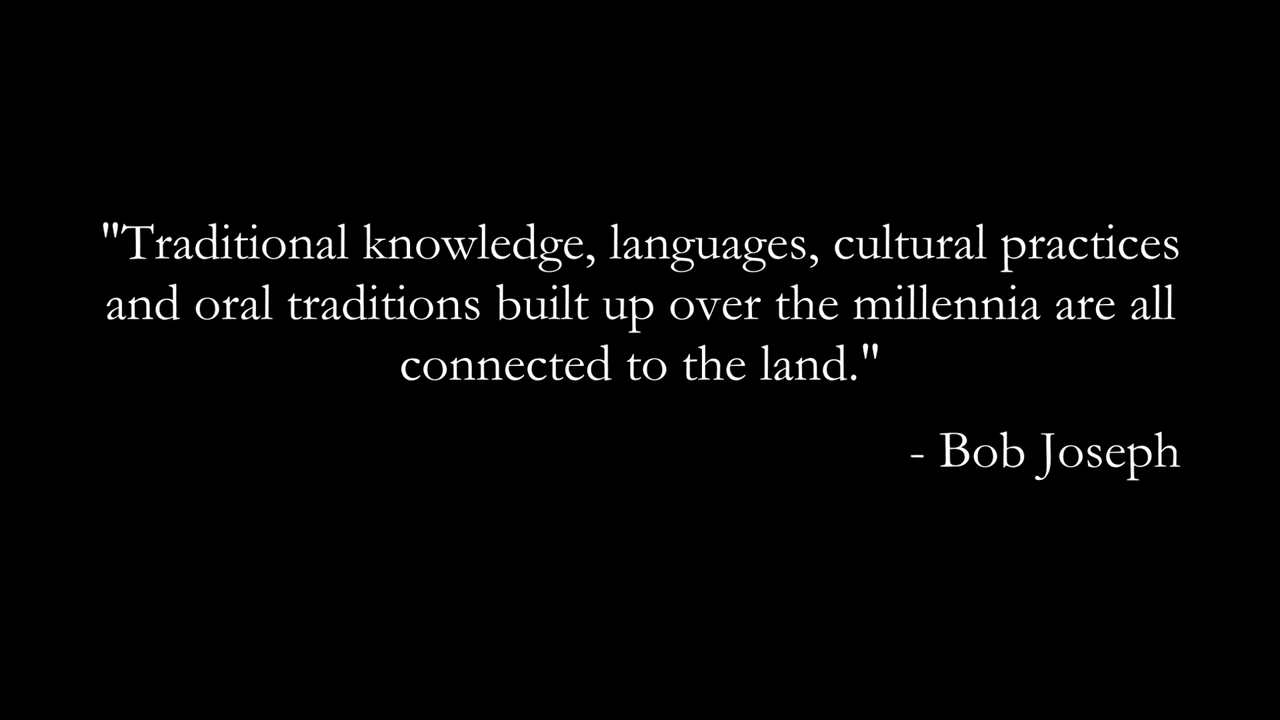 "Traditional knowledge, languages, cultural practices
and oral traditions built up over the millennia are all
connected to the land."
- Bob Joseph